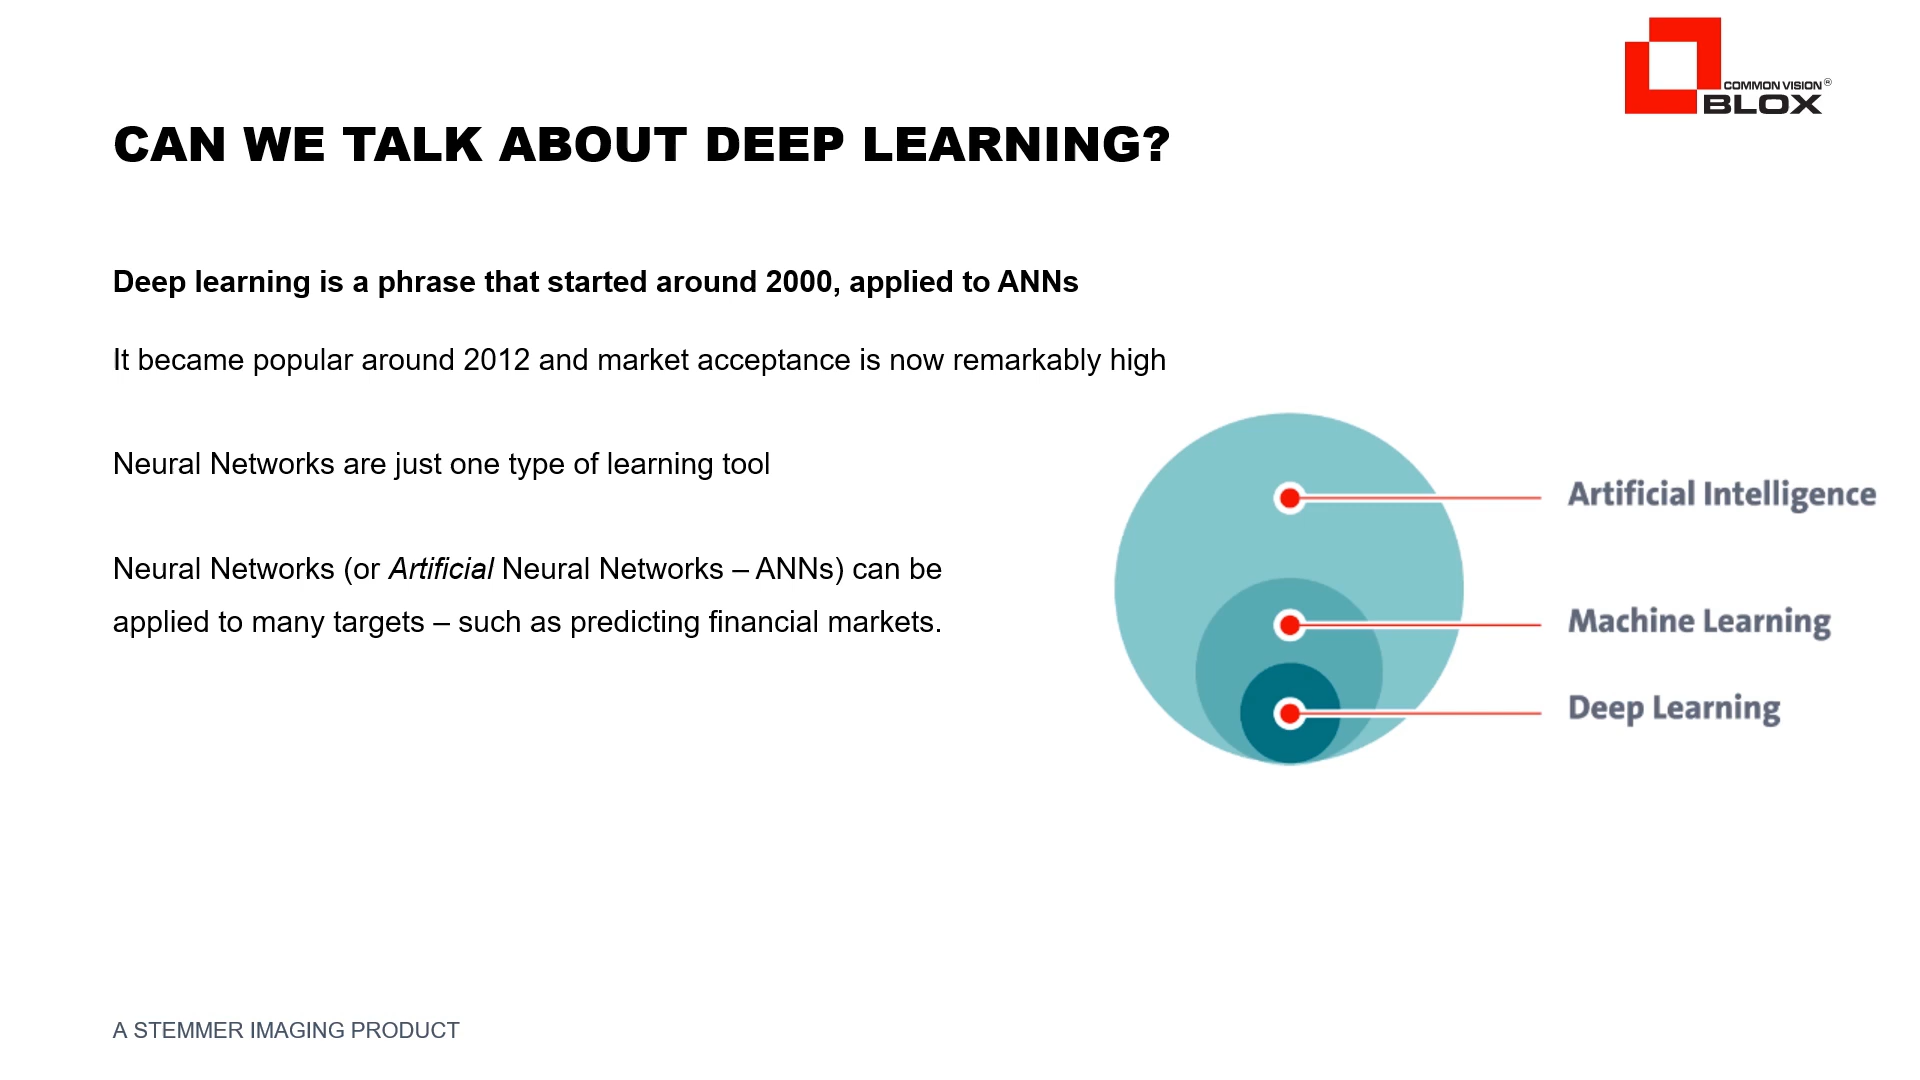 COMMON VISION®
BLOX
CAN WE TALK ABOUT DEEP LEARNING?
Deep learning is a phrase that started around 2000, applied to ANNs
It became popular around 2012 and market acceptance is now remarkably high
Neural Networks are just one type of learning tool
Neural Networks (or Artificial Neural Networks – ANNs) can be
applied to many targets – such as predicting financial markets.
Artificial Intelligence
Machine Learning
Deep Learning
A STEMMER IMAGING PRODUCT